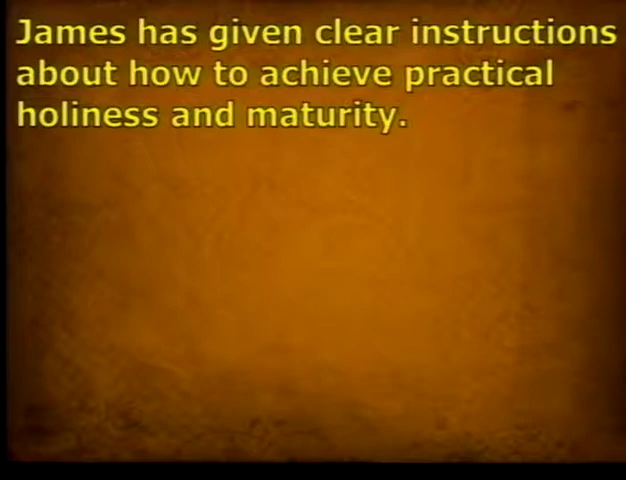 James has given clear instructions
about how to achieve practical
holiness and maturity.